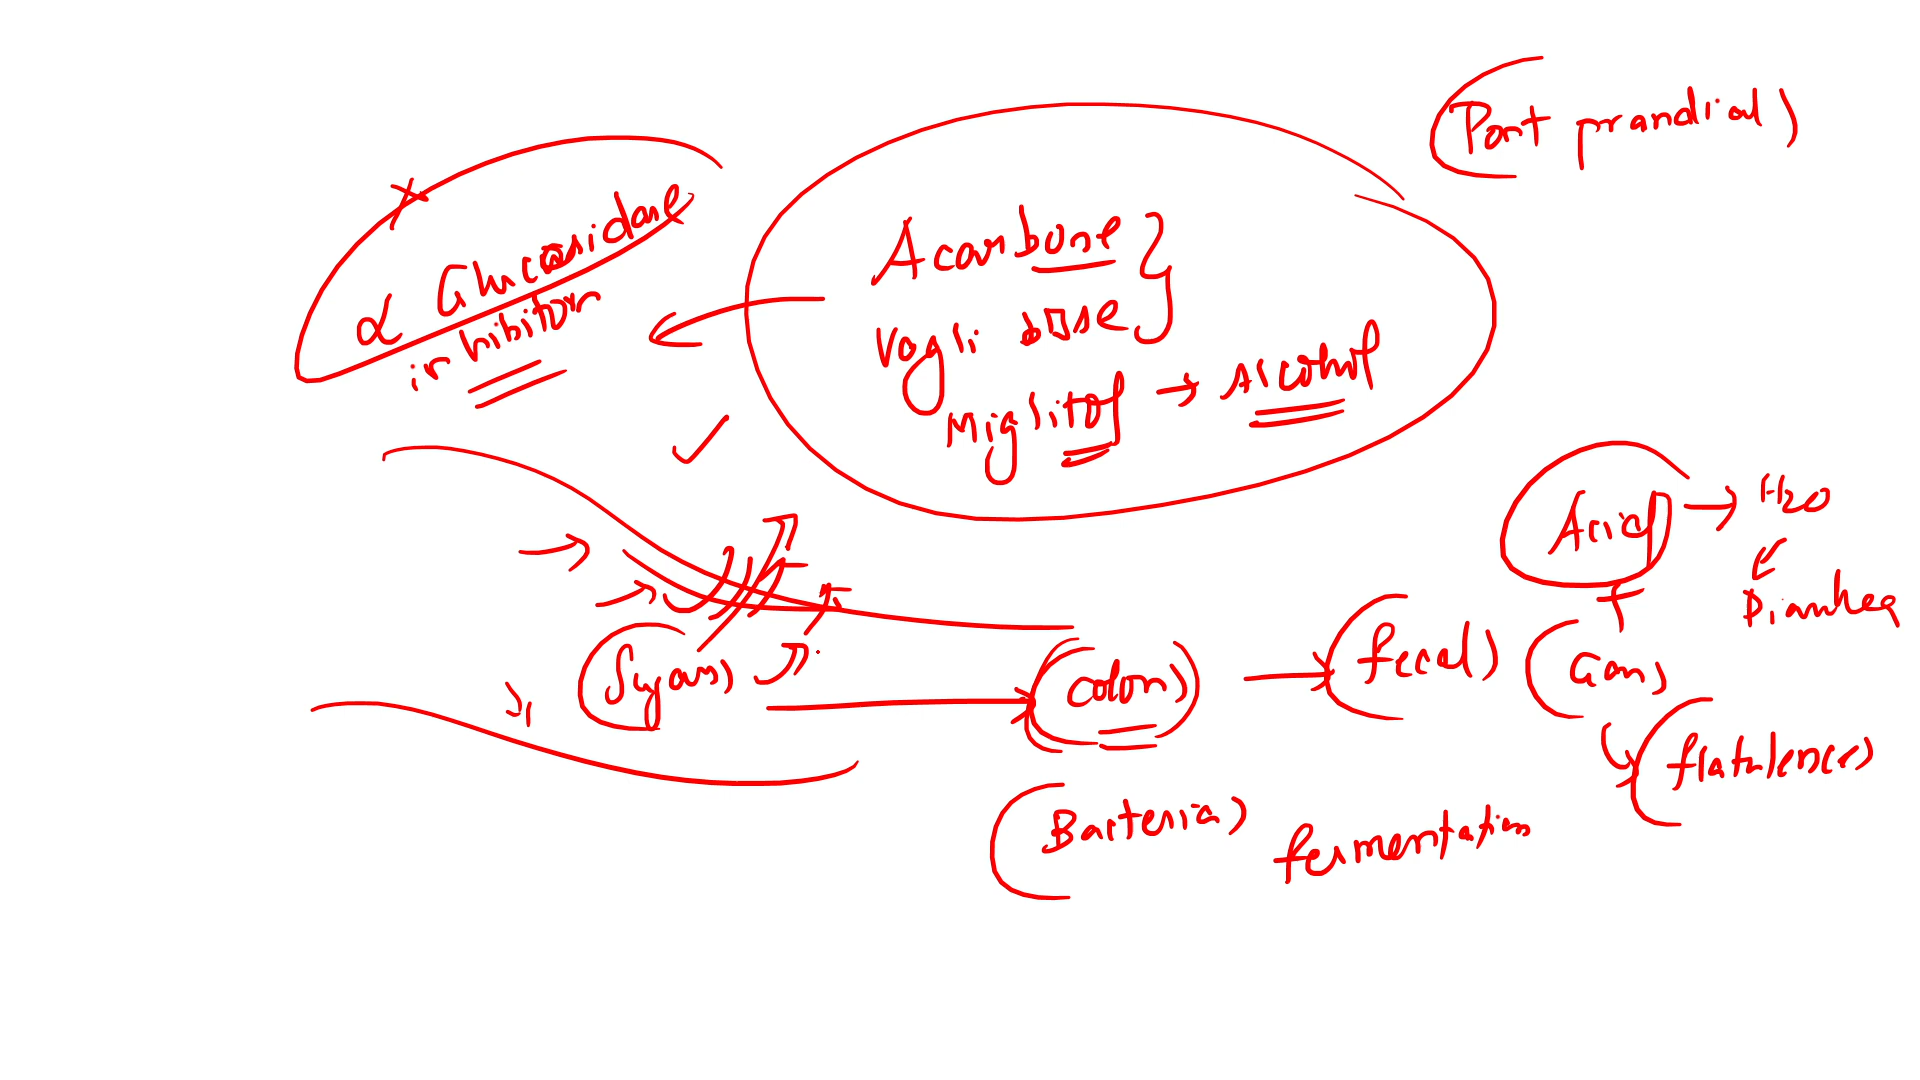 Post prandial)
α Glucosidase
inhibitor
Acarbose }
Voglibose
Miglitol → Alcohol
Acid → H2O
Diarrhea
Sugars)
(Colon)
fecal)
Gas)
flatulence)
Bacteria)
fermentation